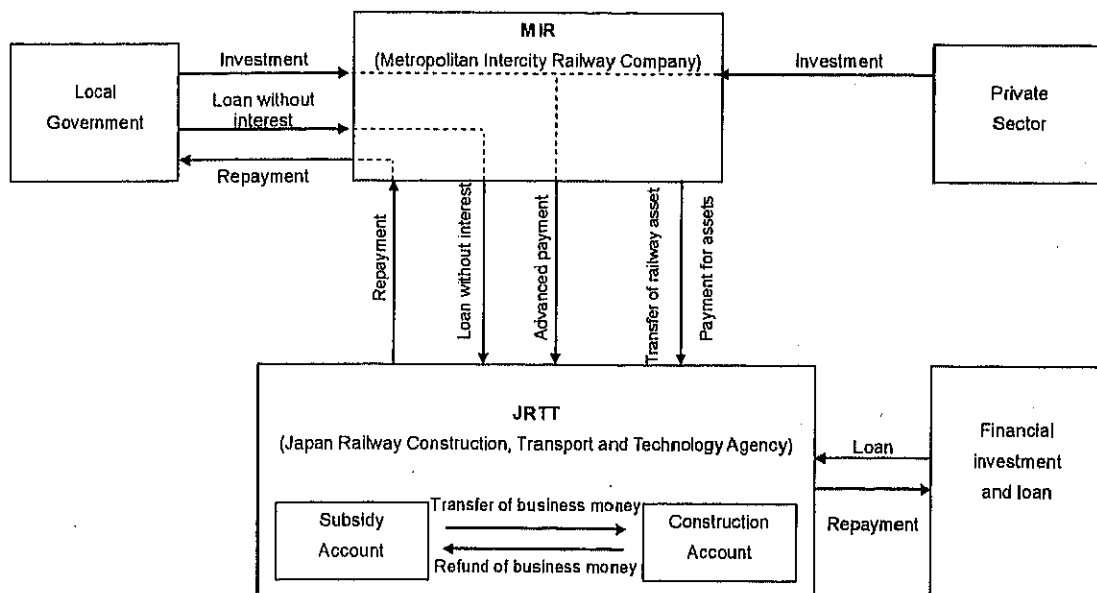 MIR
(Metropolitan Intercity Railway Company)
Local
Government
Investment
Loan without
interest
Repayment
Investment
Private
Sector
Repayment
Loan without interest
Advanced payment
Transfer of railway asset
Payment for assets
JRTT
(Japan Railway Construction, Transport and Technology Agency)
Subsidy
Account
Transfer of business money
Refund of business money
Construction
Account
Loan
Repayment
Financial
investment
and loan